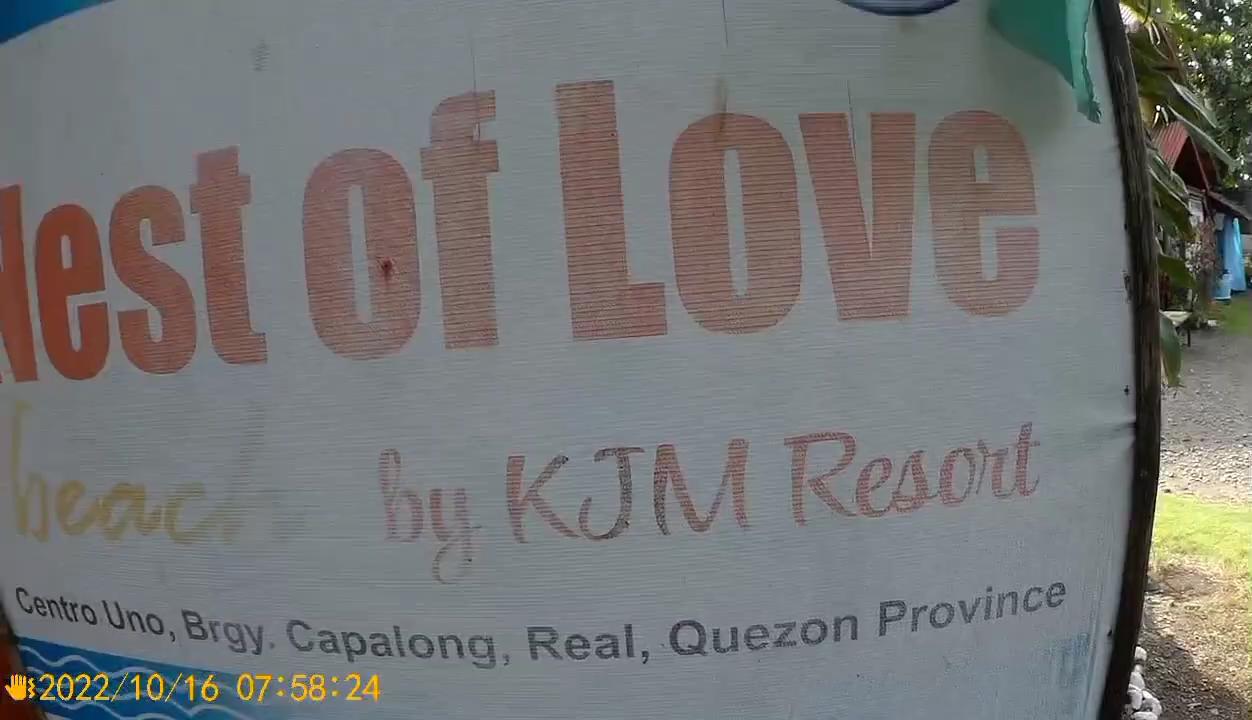 Nest of Love
beach by KJM Resort
Centro Uno, Brgy. Capalong, Real, Quezon Province
2022/10/16 07:58:24